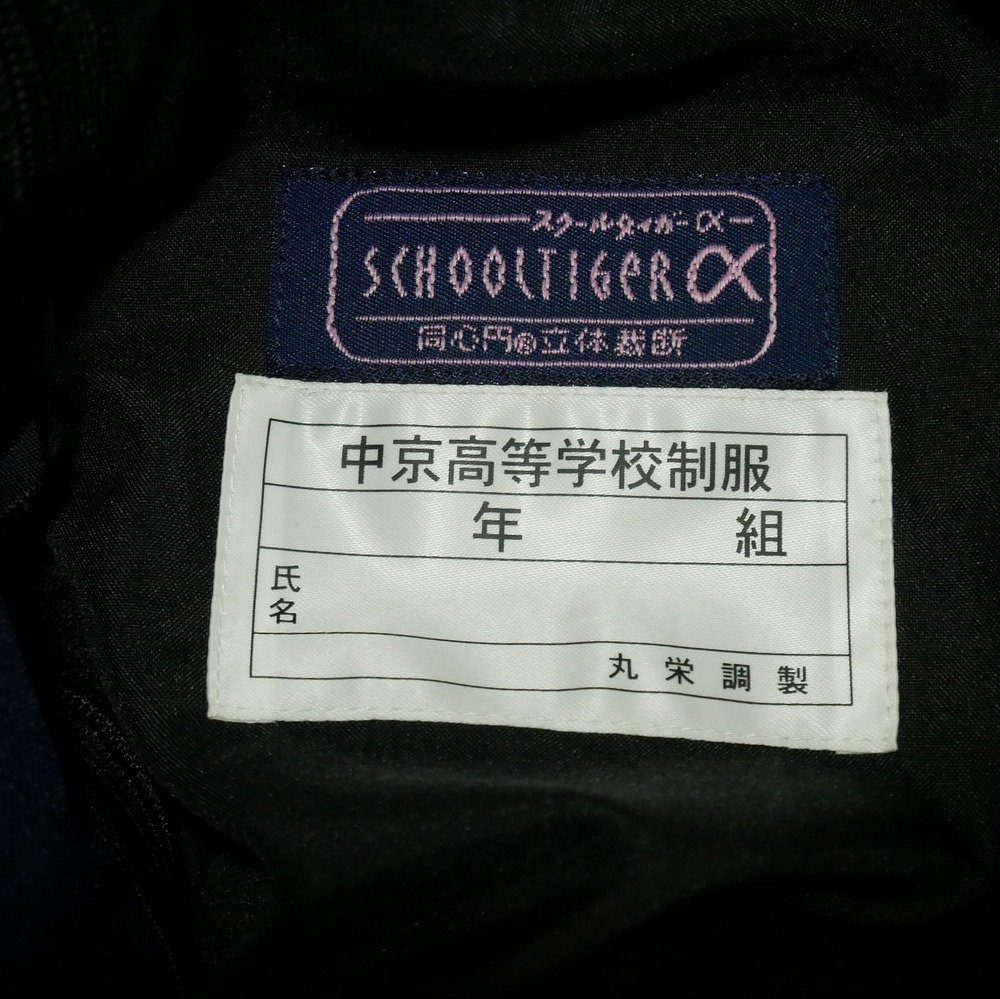 スクールタイガーα
SCHOOLTIGERα
同心円の立体裁断
中京高等学校制服
年 組
氏名
丸栄調製